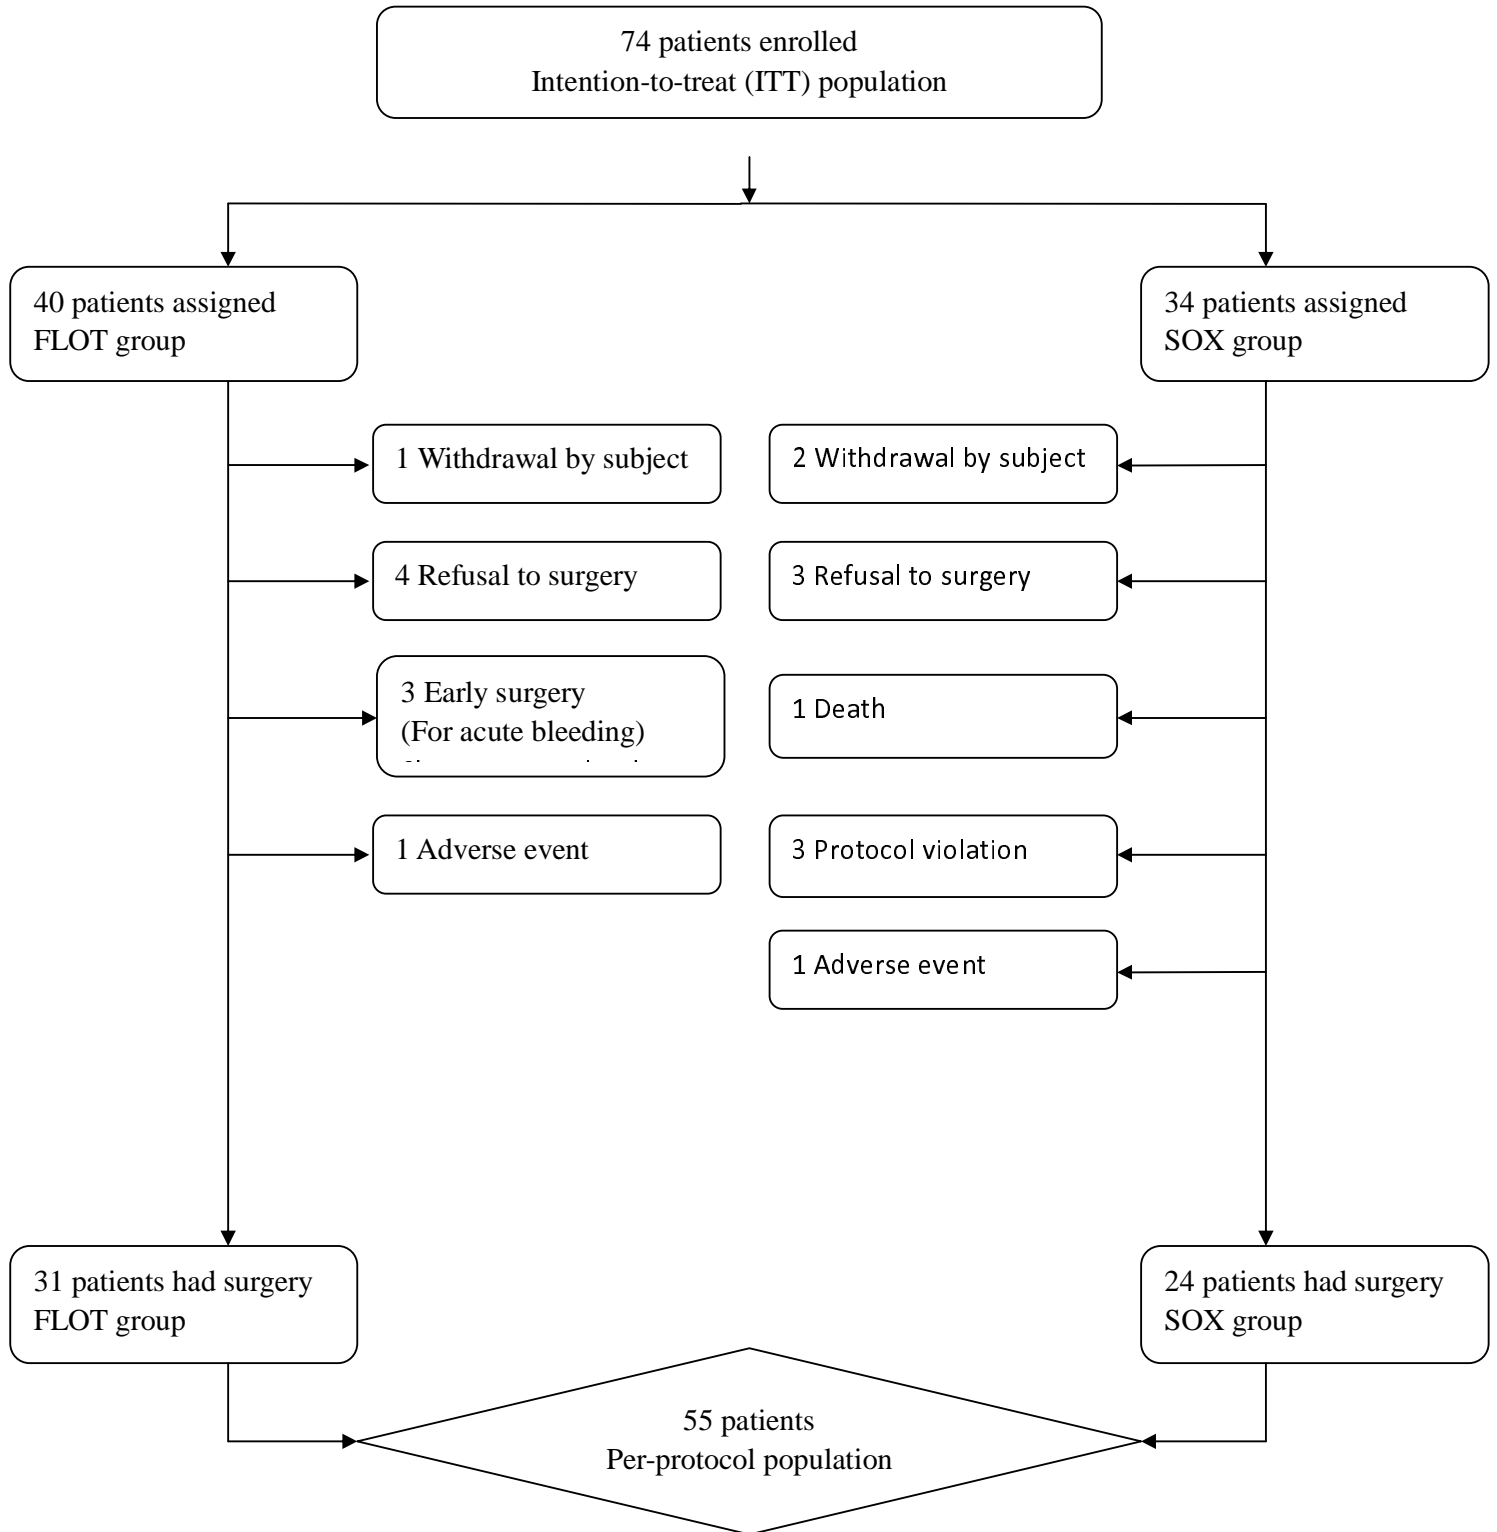 74 patients enrolled
Intention-to-treat (ITT) population
40 patients assigned
FLOT group
34 patients assigned
SOX group
1 Withdrawal by subject
2 Withdrawal by subject
4 Refusal to surgery
3 Refusal to surgery
3 Early surgery
(For acute bleeding)
1 Death
1 Adverse event
3 Protocol violation
1 Adverse event
31 patients had surgery
FLOT group
24 patients had surgery
SOX group
55 patients
Per-protocol population